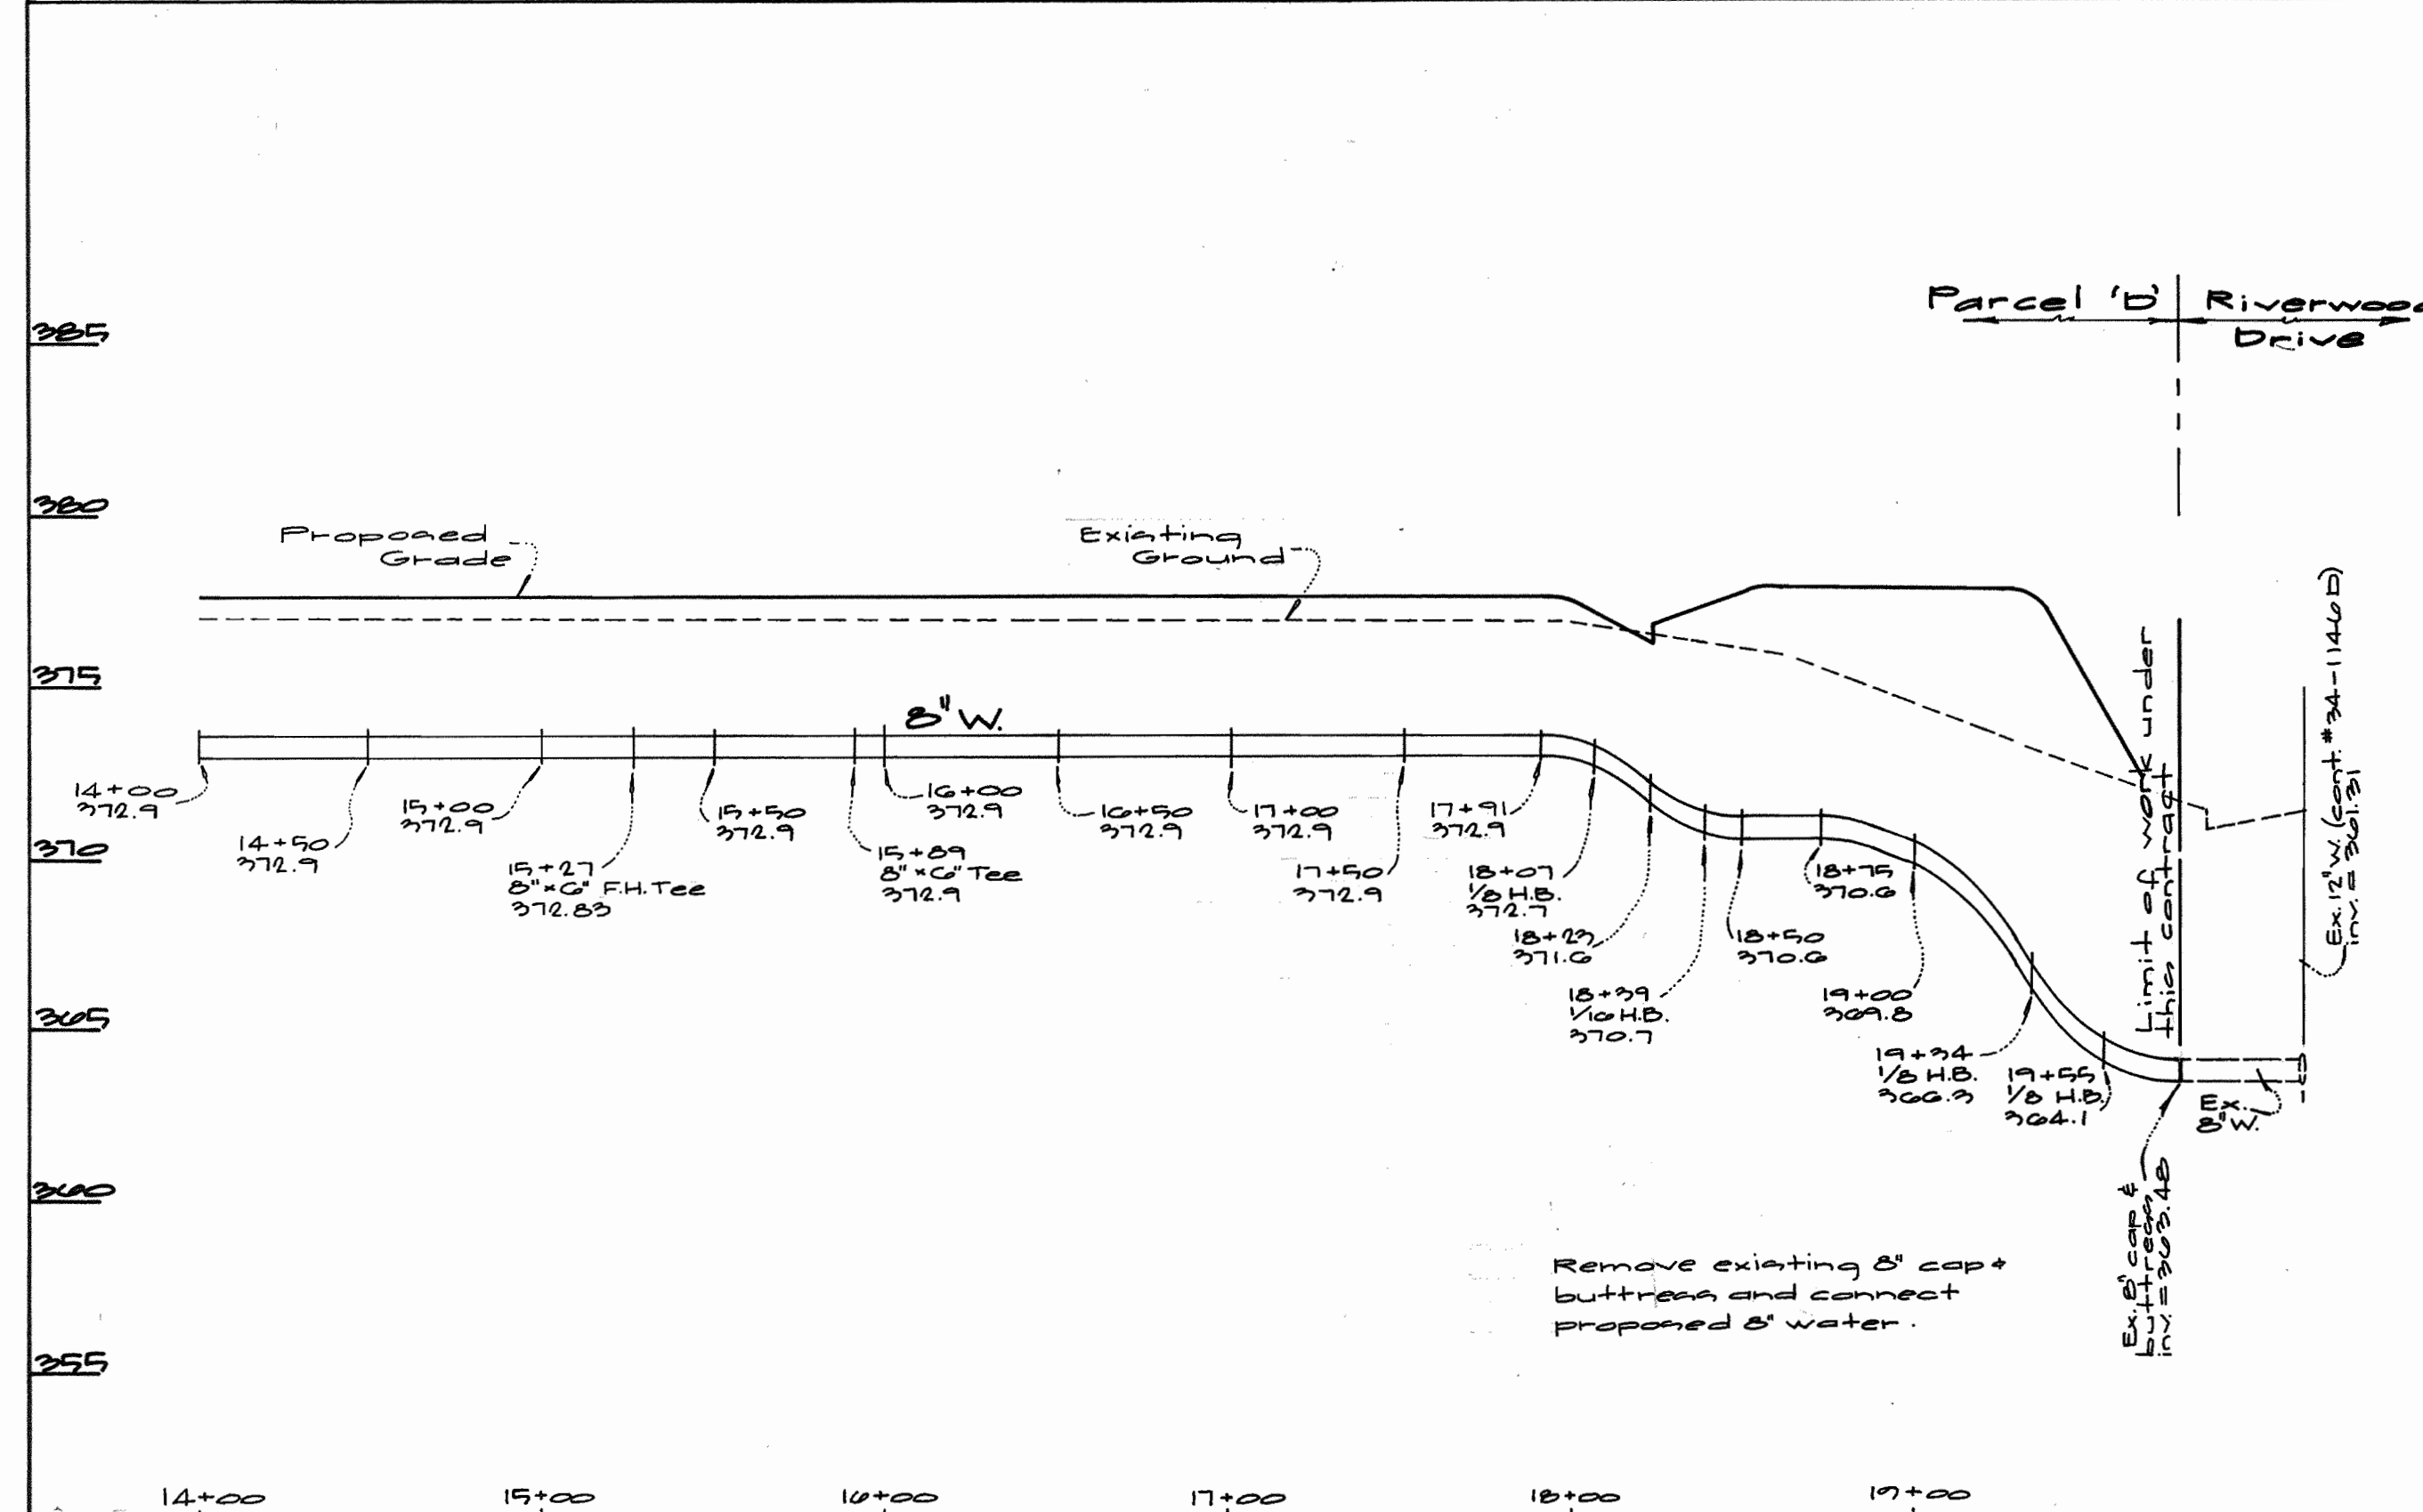 Parcel 'D'
Riverwood
Drive
385
380
375
370
365
360
355
Proposed
Grade
Existing
Ground
8" W.
14+00
372.9
14+50
372.9
15+00
372.9
15+27
8"x6" F.H. Tee
372.83
15+50
372.9
15+89
8"x6" Tee
372.9
16+00
372.9
16+50
372.9
17+00
372.9
17+50
372.9
17+91
372.9
18+07
1/8 H.B.
372.7
18+23
371.6
18+39
1/16 H.B.
370.7
18+50
370.6
18+75
370.6
19+00
369.8
19+34
1/8 H.B.
366.3
19+55
1/8 H.B.
364.1
Limit of work under
this contract
Ex. 12" W. (cont. #34-1146D)
inv. = 361.31
Ex.
8" W.
Ex. 8" cap &
buttress
inv. = 363.48
Remove existing 8" cap &
buttress and connect
proposed 8" water.
14+00
15+00
16+00
17+00
18+00
19+00